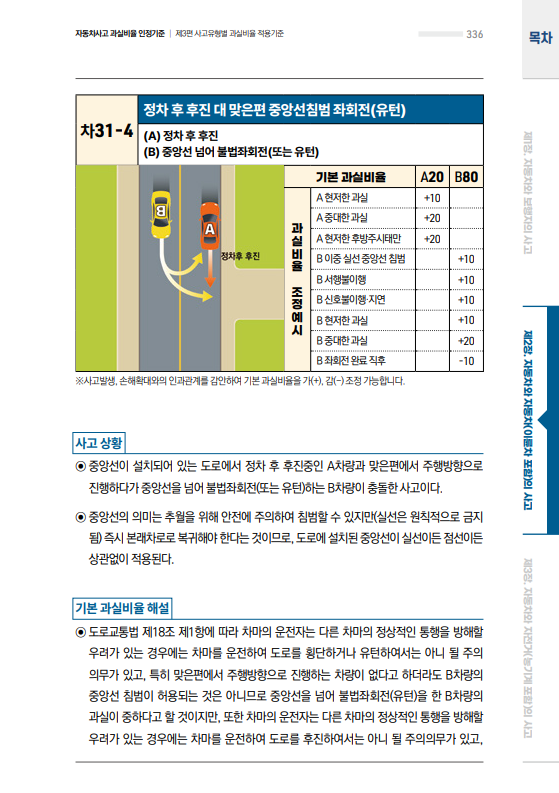 자동차사고 과실비율 인정기준 | 제3편 사고유형별 과실비율 적용기준
336
목차
차31-4
정차 후 후진 대 맞은편 중앙선침범 좌회전(유턴)
(A) 정차 후 후진
(B) 중앙선 넘어 불법좌회전(또는 유턴)
B
A
정차후 후진
기본 과실비율 A20 B80
과실비율 조정예시
A 현저한 과실 +10
A 중대한 과실 +20
A 현저한 후방주시태만 +20
B 이중 실선 중앙선 침범 +10
B 서행불이행 +10
B 신호불이행·지연 +10
B 현저한 과실 +10
B 중대한 과실 +20
B 좌회전 완료 직후 -10
※사고발생, 손해확대와의 인과관계를 감안하여 기본 과실비율을 가(+), 감(-) 조정 가능합니다.
사고 상황
◉ 중앙선이 설치되어 있는 도로에서 정차 후 후진중인 A차량과 맞은편에서 주행방향으로
진행하다가 중앙선을 넘어 불법좌회전(또는 유턴)하는 B차량이 충돌한 사고이다.
◉ 중앙선의 의미는 추월을 위해 안전에 주의하여 침범할 수 있지만(실선은 원칙적으로 금지
됨) 즉시 본래차로로 복귀해야 한다는 것이므로, 도로에 설치된 중앙선이 실선이든 점선이든
상관없이 적용된다.
기본 과실비율 해설
◉ 도로교통법 제18조 제1항에 따라 차마의 운전자는 다른 차마의 정상적인 통행을 방해할
우려가 있는 경우에는 차마를 운전하여 도로를 횡단하거나 유턴하여서는 아니 될 주의
의무가 있고, 특히 맞은편에서 주행방향으로 진행하는 차량이 없다고 하더라도 B차량의
중앙선 침범이 허용되는 것은 아니므로 중앙선을 넘어 불법좌회전(유턴)을 한 B차량의
과실이 중하다고 할 것이지만, 또한 차마의 운전자는 다른 차마의 정상적인 통행을 방해할
우려가 있는 경우에는 차마를 운전하여 도로를 후진하여서는 아니 될 주의의무가 있고,
제1장. 자동차와 보행자의 사고
제2장. 자동차와 자동차(이륜차 포함)의 사고
제3장. 자동차와 자전거(농기계 포함)의 사고